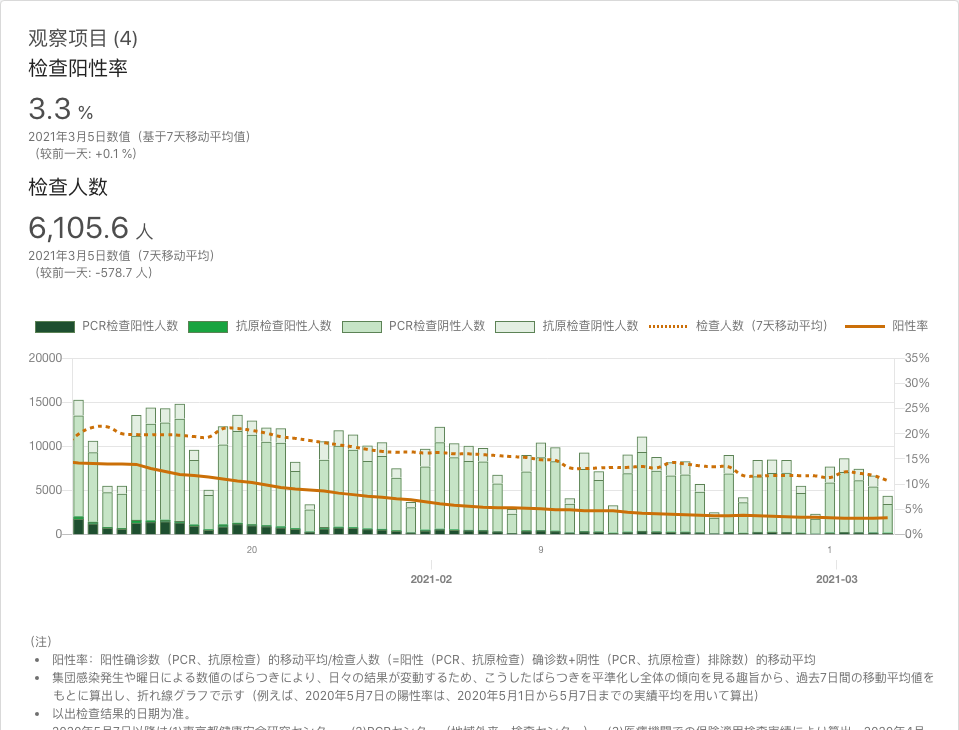 观察项目 (4)
检查阳性率
3.3 %
2021年3月5日数值（基于7天移动平均值）
（较前一天: +0.1 %）
检查人数
6,105.6 人
2021年3月5日数值（7天移动平均）
（较前一天: -578.7 人）
PCR检查阳性人数 抗原检查阳性人数 PCR检查阴性人数 抗原检查阴性人数 检查人数（7天移动平均） 阳性率
20000 35%
30%
15000 25%
10000 20%
15%
5000 10%
5%
0 0%
20 9 1
2021-02 2021-03
（注）
• 阳性率：阳性确诊数（PCR、抗原检查）的移动平均/检查人数（=阳性（PCR、抗原检查）确诊数+阴性（PCR、抗原检查）排除数）的移动平均
• 集団感染発生や曜日による数値のばらつきにより、日々の結果が変動するため、こうしたばらつきを平準化し全体の傾向を見る趣旨から、過去7日間の移動平均値を
もとに算出し、折れ線グラフで示す（例えば、2020年5月7日の陽性率は、2020年5月1日から5月7日までの実績平均を用いて算出）
• 以出检查结果的日期为准。